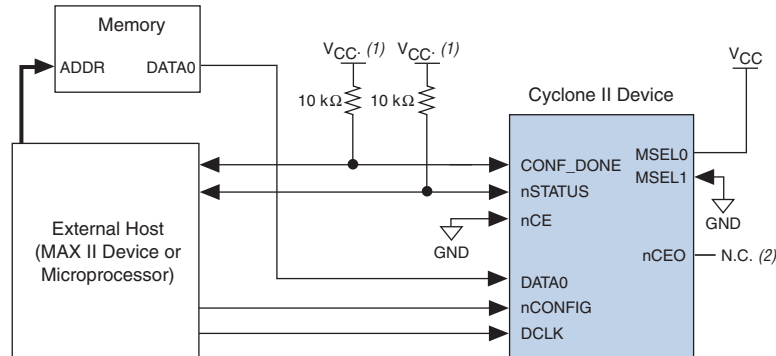 Memory
ADDR DATA0
VCC. (1) VCC. (1)
10 kΩ 10 kΩ
VCC
Cyclone II Device
CONF_DONE
nSTATUS
nCE
GND
MSEL0
MSEL1
GND
nCEO N.C. (2)
External Host
(MAX II Device or
Microprocessor)
DATA0
nCONFIG
DCLK